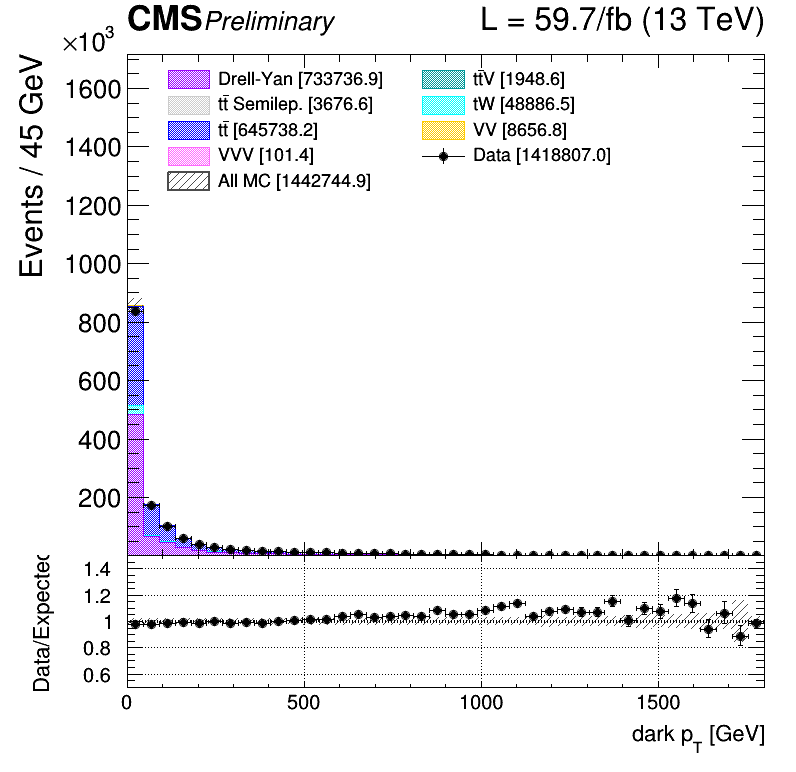 CMS Preliminary L = 59.7/fb (13 TeV)
×10³
Events / 45 GeV
Drell-Yan [733736.9]
tt̄ Semilep. [3676.6]
tt̄ [645738.2]
VVV [101.4]
All MC [1442744.9]
tt̄V [1948.6]
tW [48886.5]
VV [8656.8]
Data [1418807.0]
1600
1400
1200
1000
800
600
400
200
Data/Expected
1.4
1.2
1
0.8
0.6
0 500 1000 1500
dark p_T [GeV]